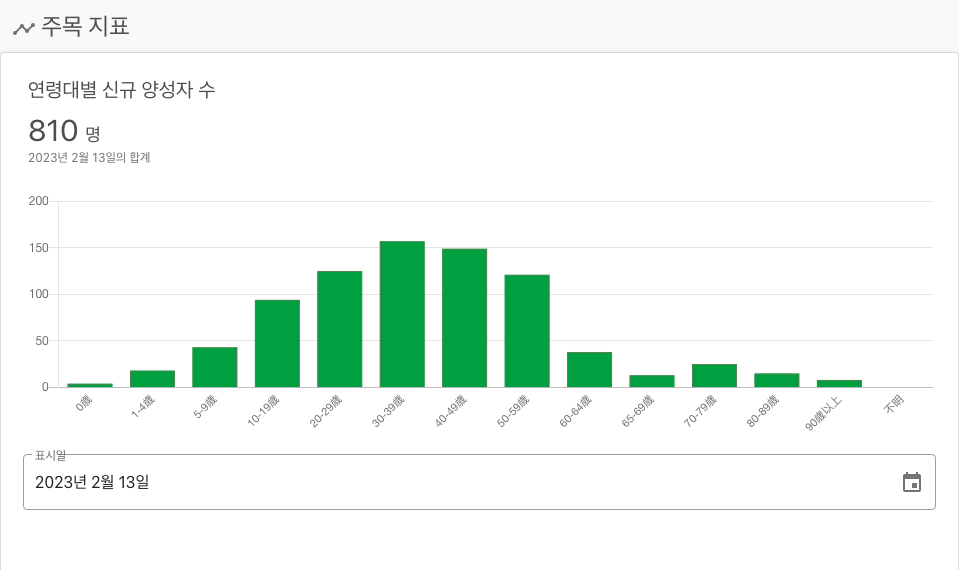 주목 지표
연령대별 신규 양성자 수
810 명
2023년 2월 13일의 합계
200
150
100
50
0
0歳
1-4歳
5-9歳
10-19歳
20-29歳
30-39歳
40-49歳
50-59歳
60-64歳
65-69歳
70-79歳
80-89歳
90歳以上
不明
표시일
2023년 2월 13일